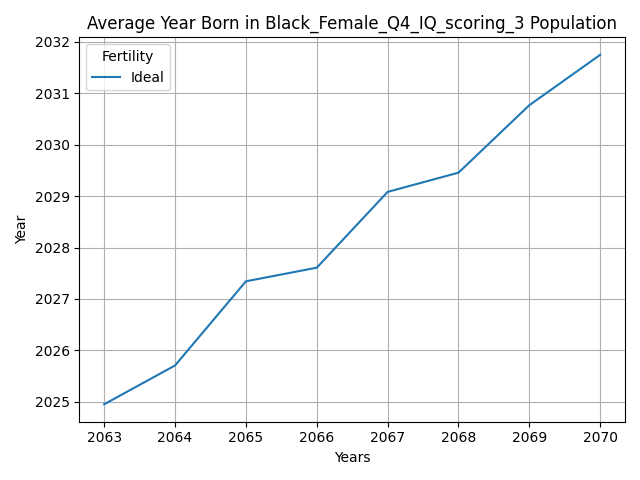 Average Year Born in Black_Female_Q4_IQ_scoring_3 Population
Fertility
Ideal
Year
2032
2031
2030
2029
2028
2027
2026
2025
2063 2064 2065 2066 2067 2068 2069 2070
Years